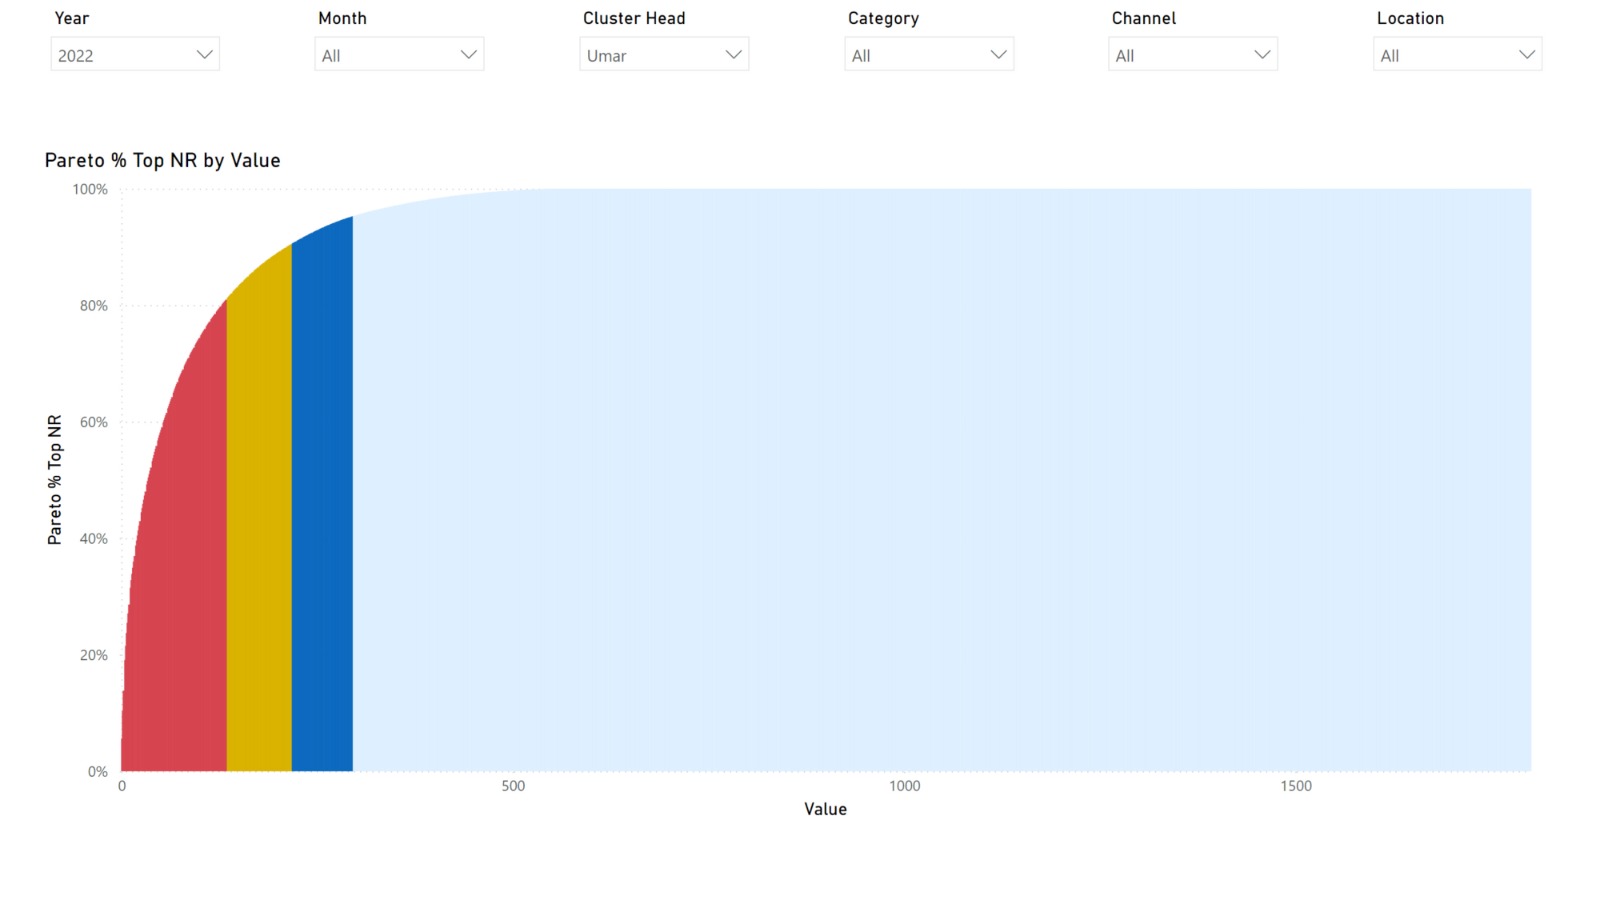 Year Month Cluster Head Category Channel Location
2022 All Umar All All All
Pareto % Top NR by Value
100%
80%
60%
40%
20%
0%
Pareto % Top NR
0 500 1000 1500
Value